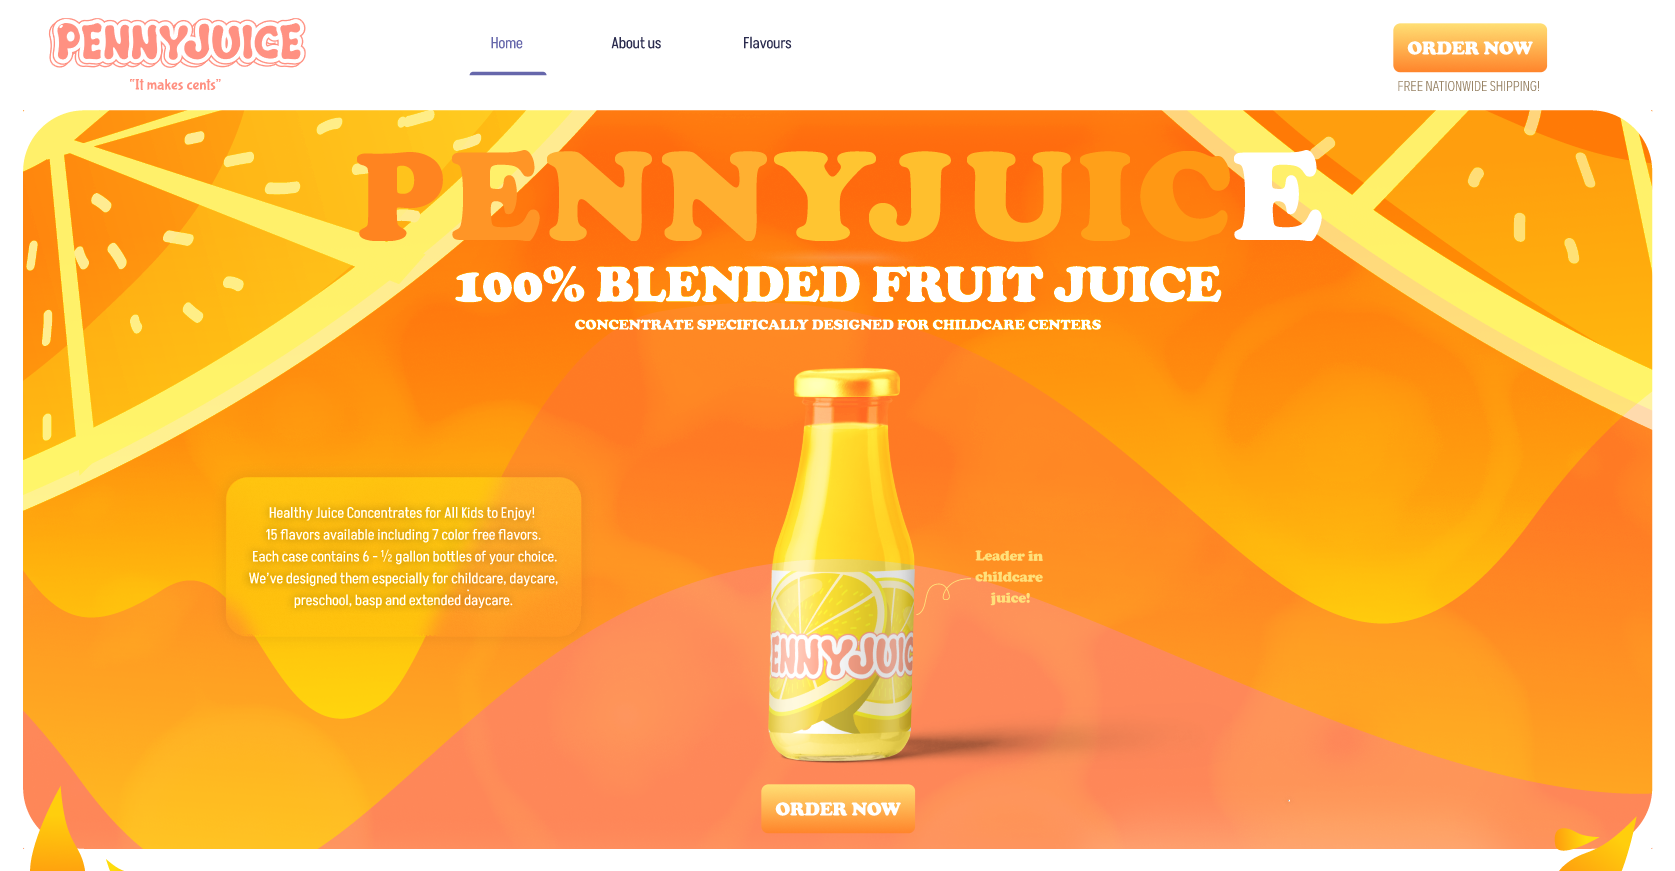 PENNYJUICE
"It makes cents"
Home
About us
Flavours
ORDER NOW
FREE NATIONWIDE SHIPPING!
PENNYJUICE
100% BLENDED FRUIT JUICE
CONCENTRATE SPECIFICALLY DESIGNED FOR CHILDCARE CENTERS
Healthy Juice Concentrates for All Kids to Enjoy!
15 flavors available including 7 color free flavors.
Each case contains 6 - ½ gallon bottles of your choice.
We've designed them especially for childcare, daycare,
preschool, basp and extended daycare.
Leader in
childcare
juice!
ENNYJUIC
ORDER NOW